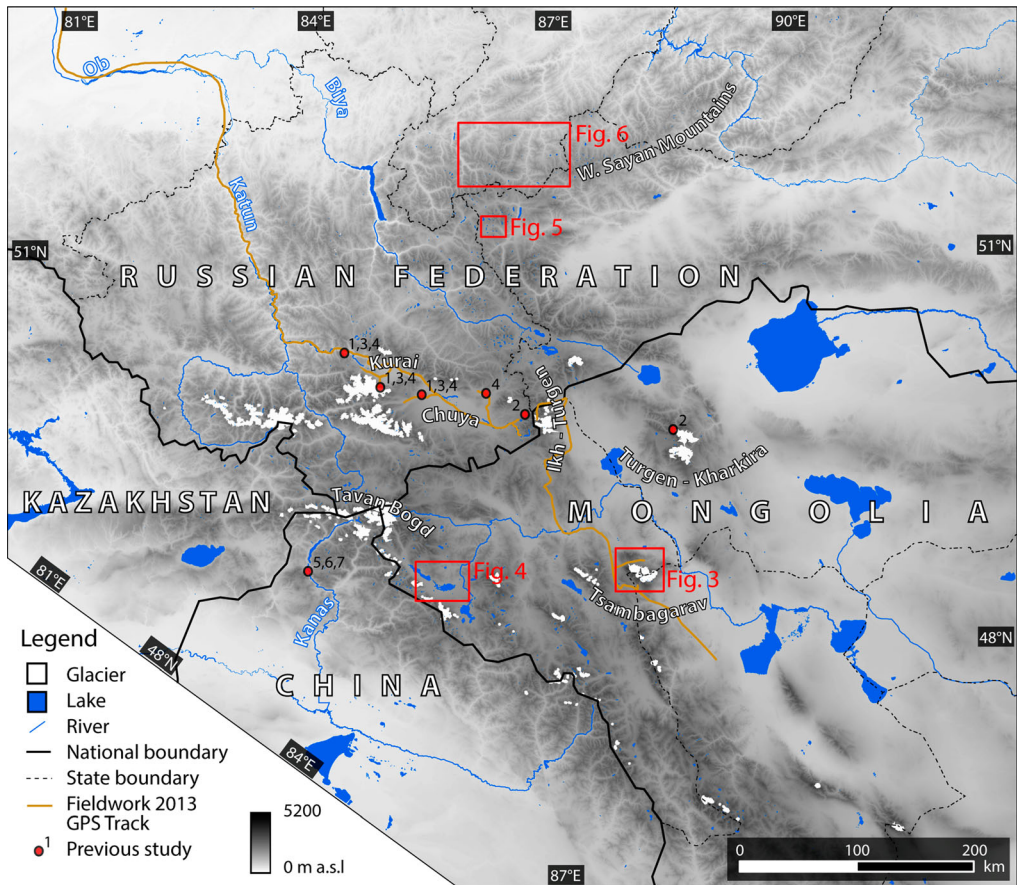 81°E
84°E
87°E
90°E
Ob
Biya
Fig. 6
W. Sayan Mountains
Katun
Fig. 5
51°N
51°N
RUSSIAN FEDERATION
1,3,4
Kurai
1,3,4
1,3,4
4
Chuya
2
Ikh - Turgen
2
Turgen - Kharkira
KAZAKHSTAN
Tavan Bogd
MONGOLIA
5,6,7
Fig. 4
Fig. 3
Tsambagarav
81°E
Kanas
48°N
48°N
CHINA
84°E
87°E
Legend
Glacier
Lake
River
National boundary
State boundary
Fieldwork 2013
GPS Track
1
Previous study
5200
0 m a.s.l
0
100
200
km